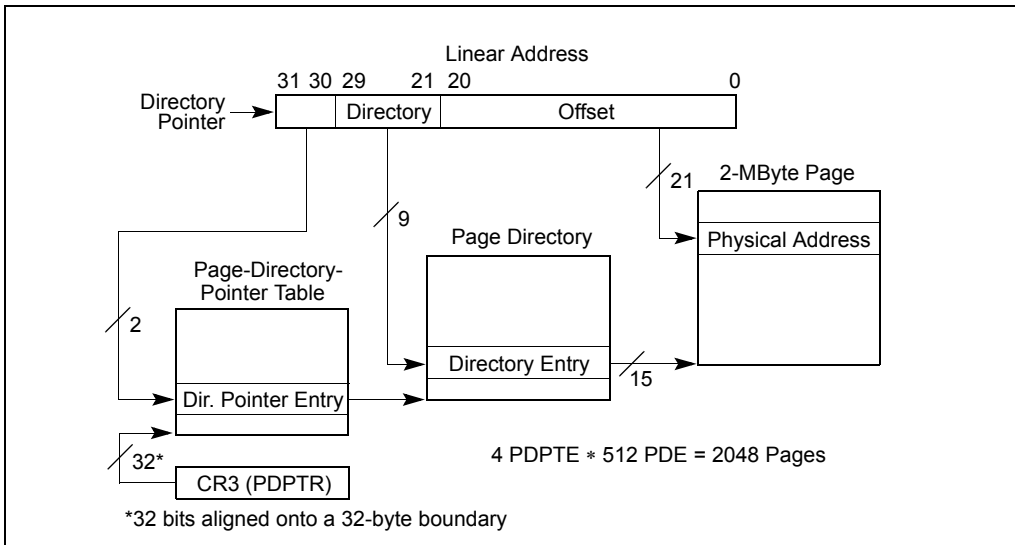 Linear Address
31 30 29 21 20 0
Directory
Pointer
Directory
Offset
21
2-MByte Page
9
Physical Address
Page Directory
Page-Directory-
Pointer Table
2
Directory Entry
15
Dir. Pointer Entry
32*
4 PDPTE * 512 PDE = 2048 Pages
CR3 (PDPTR)
*32 bits aligned onto a 32-byte boundary